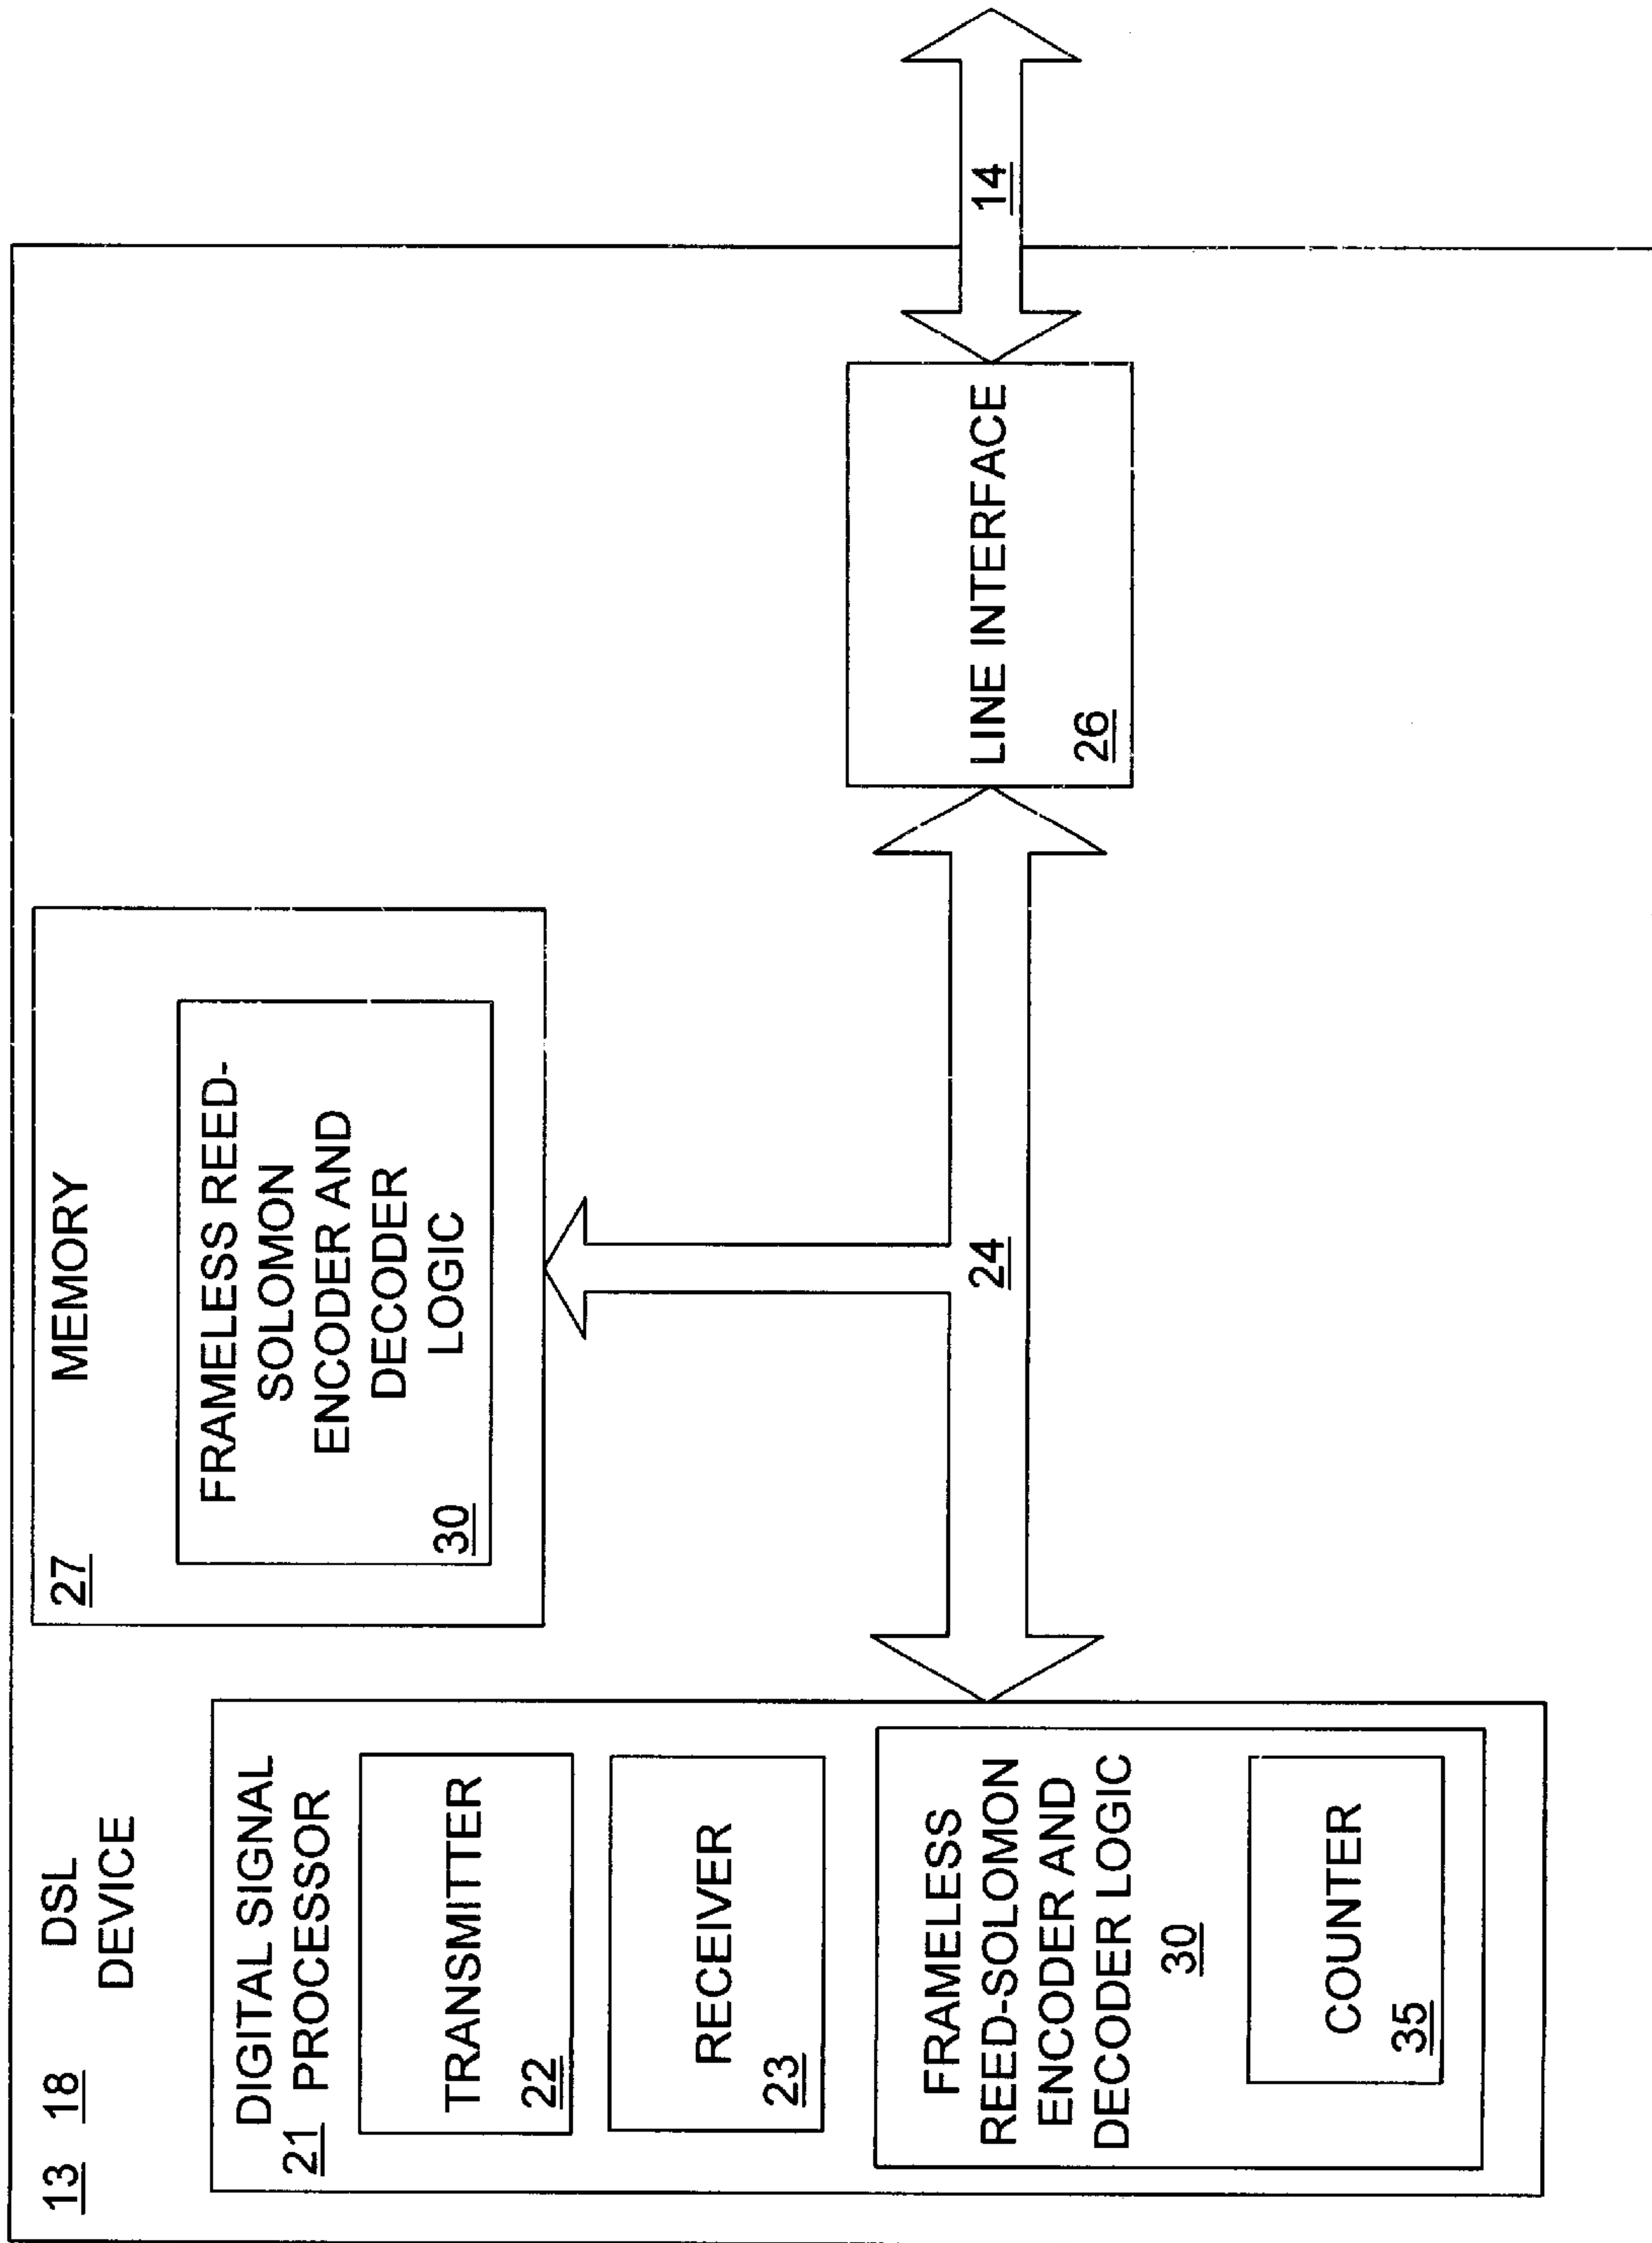 13 18 DSL
DEVICE
DIGITAL SIGNAL
21 PROCESSOR
TRANSMITTER
22
RECEIVER
23
FRAMELESS
REED-SOLOMON
ENCODER AND
DECODER LOGIC
30
COUNTER
35
27 MEMORY
FRAMELESS REED-
SOLOMON
ENCODER AND
DECODER
LOGIC
30
24
LINE INTERFACE
26
14